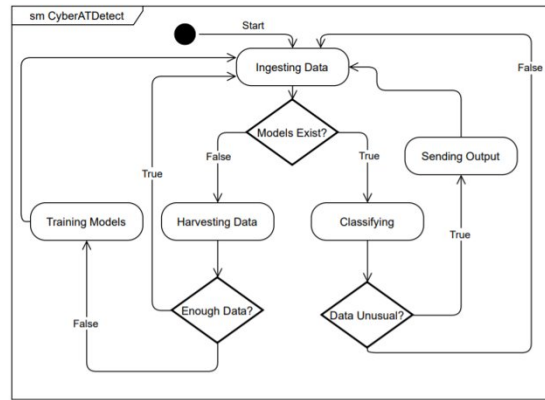 sm CyberATDetect
Start
Ingesting Data
False
Models Exist?
False
True
Sending Output
True
Training Models
Harvesting Data
Classifying
True
Enough Data?
Data Unusual?
False